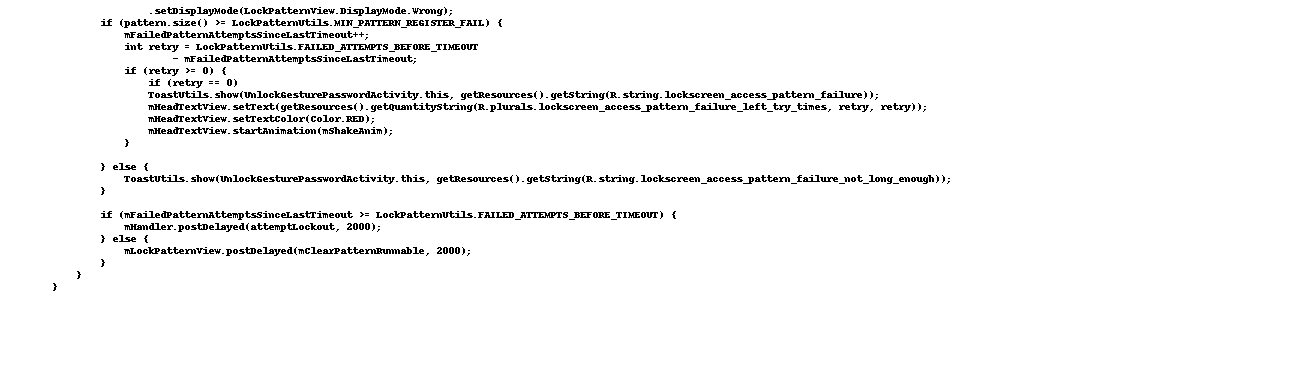 .setDisplayMode(LockPatternView.DisplayMode.Wrong);
if (pattern.size() >= LockPatternUtils.MIN_PATTERN_REGISTER_FAIL) {
mFailedPatternAttemptsSinceLastTimeout++;
int retry = LockPatternUtils.FAILED_ATTEMPTS_BEFORE_TIMEOUT
- mFailedPatternAttemptsSinceLastTimeout;
if (retry >= 0) {
if (retry == 0)
ToastUtils.show(UnlockGesturePasswordActivity.this, getResources().getString(R.string.lockscreen_access_pattern_failure));
mHeadTextView.setText(getResources().getQuantityString(R.plurals.lockscreen_access_pattern_failure_left_try_times, retry, retry));
mHeadTextView.setTextColor(Color.RED);
mHeadTextView.startAnimation(mShakeAnim);
}
} else {
ToastUtils.show(UnlockGesturePasswordActivity.this, getResources().getString(R.string.lockscreen_access_pattern_failure_not_long_enough));
}
if (mFailedPatternAttemptsSinceLastTimeout >= LockPatternUtils.FAILED_ATTEMPTS_BEFORE_TIMEOUT) {
mHandler.postDelayed(attemptLockout, 2000);
} else {
mLockPatternView.postDelayed(mClearPatternRunnable, 2000);
}
}
}